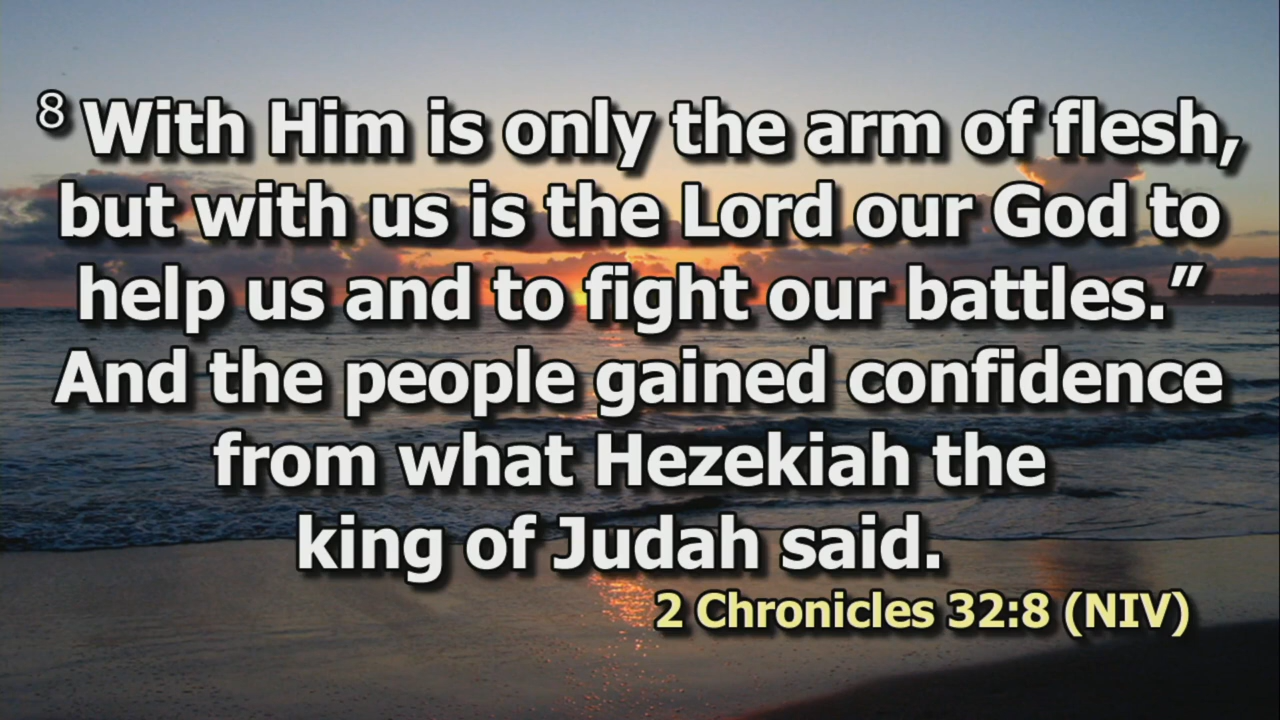 8 With Him is only the arm of flesh,
but with us is the Lord our God to
help us and to fight our battles.”
And the people gained confidence
from what Hezekiah the
king of Judah said.
2 Chronicles 32:8 (NIV)